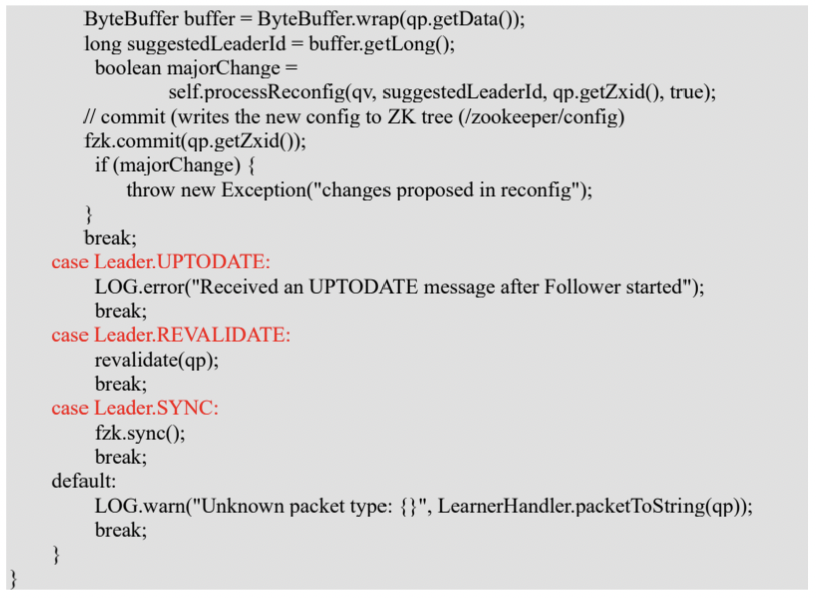 ByteBuffer buffer = ByteBuffer.wrap(qp.getData());
long suggestedLeaderId = buffer.getLong();
boolean majorChange =
self.processReconfig(qv, suggestedLeaderId, qp.getZxid(), true);
// commit (writes the new config to ZK tree (/zookeeper/config)
fzk.commit(qp.getZxid());
if (majorChange) {
throw new Exception("changes proposed in reconfig");
}
break;
case Leader.UPTODATE:
LOG.error("Received an UPTODATE message after Follower started");
break;
case Leader.REVALIDATE:
revalidate(qp);
break;
case Leader.SYNC:
fzk.sync();
break;
default:
LOG.warn("Unknown packet type: {}", LearnerHandler.packetToString(qp));
break;
}
}